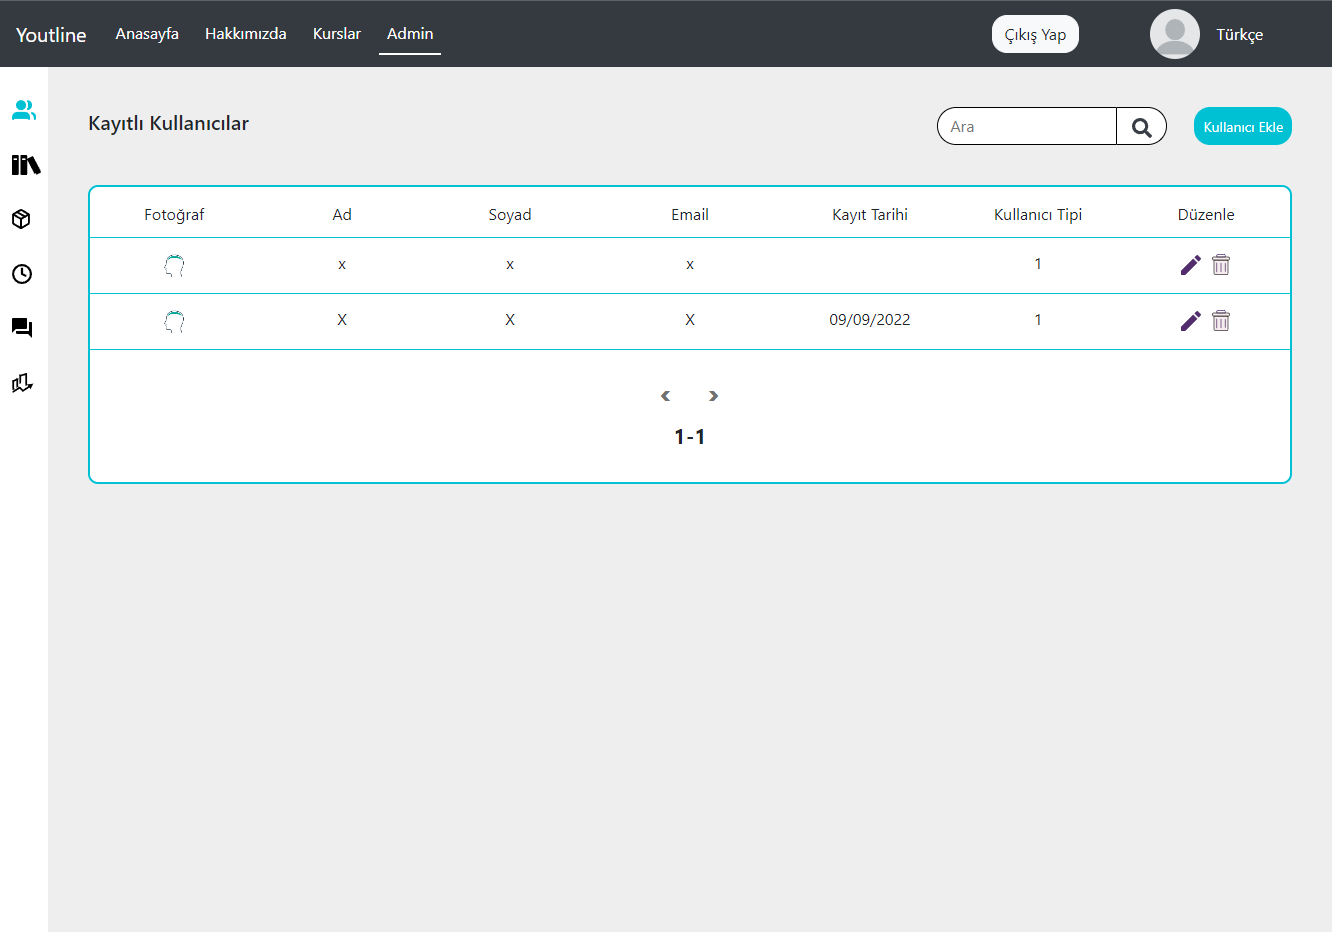 Youtline Anasayfa Hakkımızda Kurslar Admin Çıkış Yap Türkçe
Kayıtlı Kullanıcılar Ara Kullanıcı Ekle
Fotoğraf Ad Soyad Email Kayıt Tarihi Kullanıcı Tipi Düzenle
x x x 1
X X X 09/09/2022 1
1-1